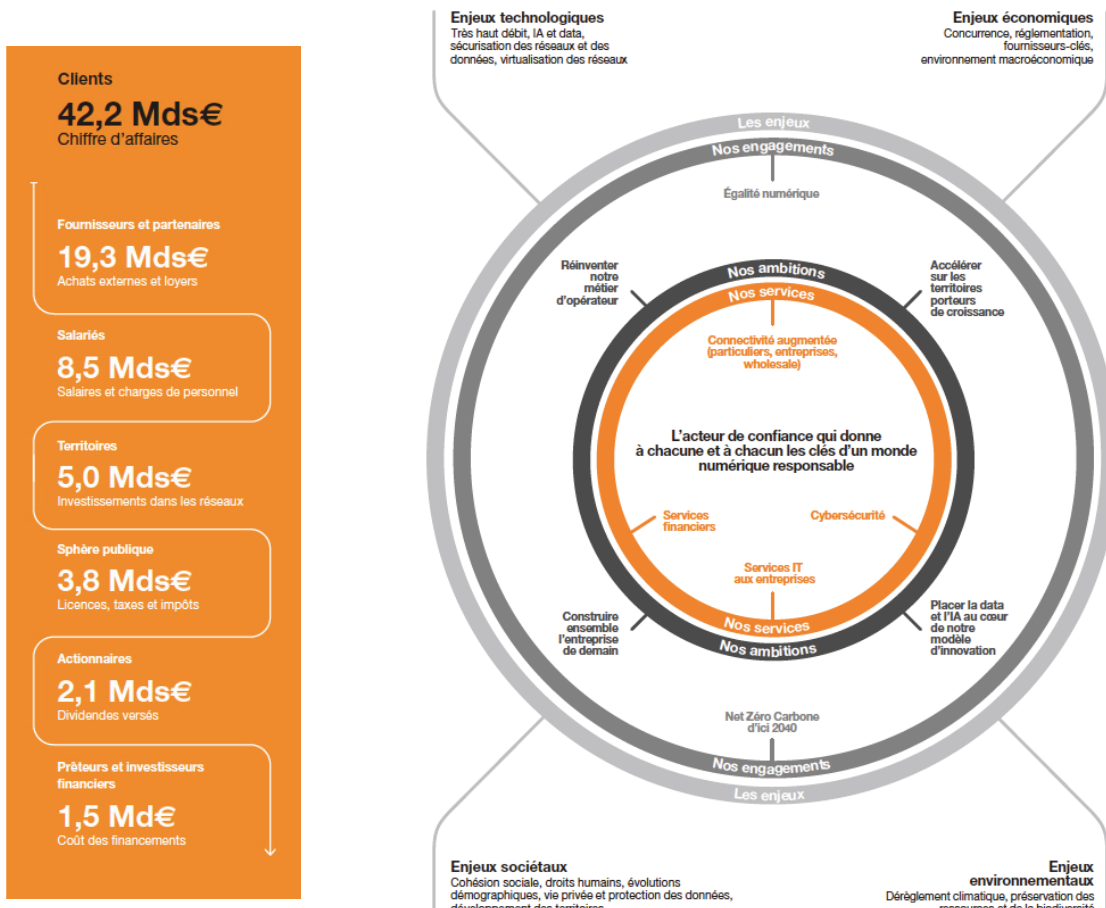 Clients
42,2 Mds€
Chiffre d'affaires
Fournisseurs et partenaires
19,3 Mds€
Achats externes et loyers
Salariés
8,5 Mds€
Salaires et charges de personnel
Territoires
5,0 Mds€
Investissements dans les réseaux
Sphère publique
3,8 Mds€
Licences, taxes et impôts
Actionnaires
2,1 Mds€
Dividendes versés
Prêteurs et investisseurs
financiers
1,5 Md€
Coût des financements
Enjeux technologiques
Très haut débit, IA et data,
sécurisation des réseaux et des
données, virtualisation des réseaux
Enjeux économiques
Concurrence, réglementation,
fournisseurs-clés,
environnement macroéconomique
Les enjeux
Nos engagements
Égalité numérique
Réinventer
notre
métier
d'opérateur
Nos ambitions
Nos services
Accélérer
sur les
territoires
porteurs
de croissance
Connectivité augmentée
(particuliers, entreprises,
wholesale)
L'acteur de confiance qui donne
à chacune et à chacun les clés d'un monde
numérique responsable
Services
financiers
Cybersécurité
Services IT
aux entreprises
Construire
ensemble
l'entreprise
de demain
Nos services
Nos ambitions
Placer la data
et l'IA au cœur
de notre
modèle
d'innovation
Net Zéro Carbone
d'ici 2040
Nos engagements
Les enjeux
Enjeux sociétaux
Cohésion sociale, droits humains, évolutions
démographiques, vie privée et protection des données,
développement des territoires
Enjeux
environnementaux
Dérèglement climatique, préservation des
ressources et de la biodiversité